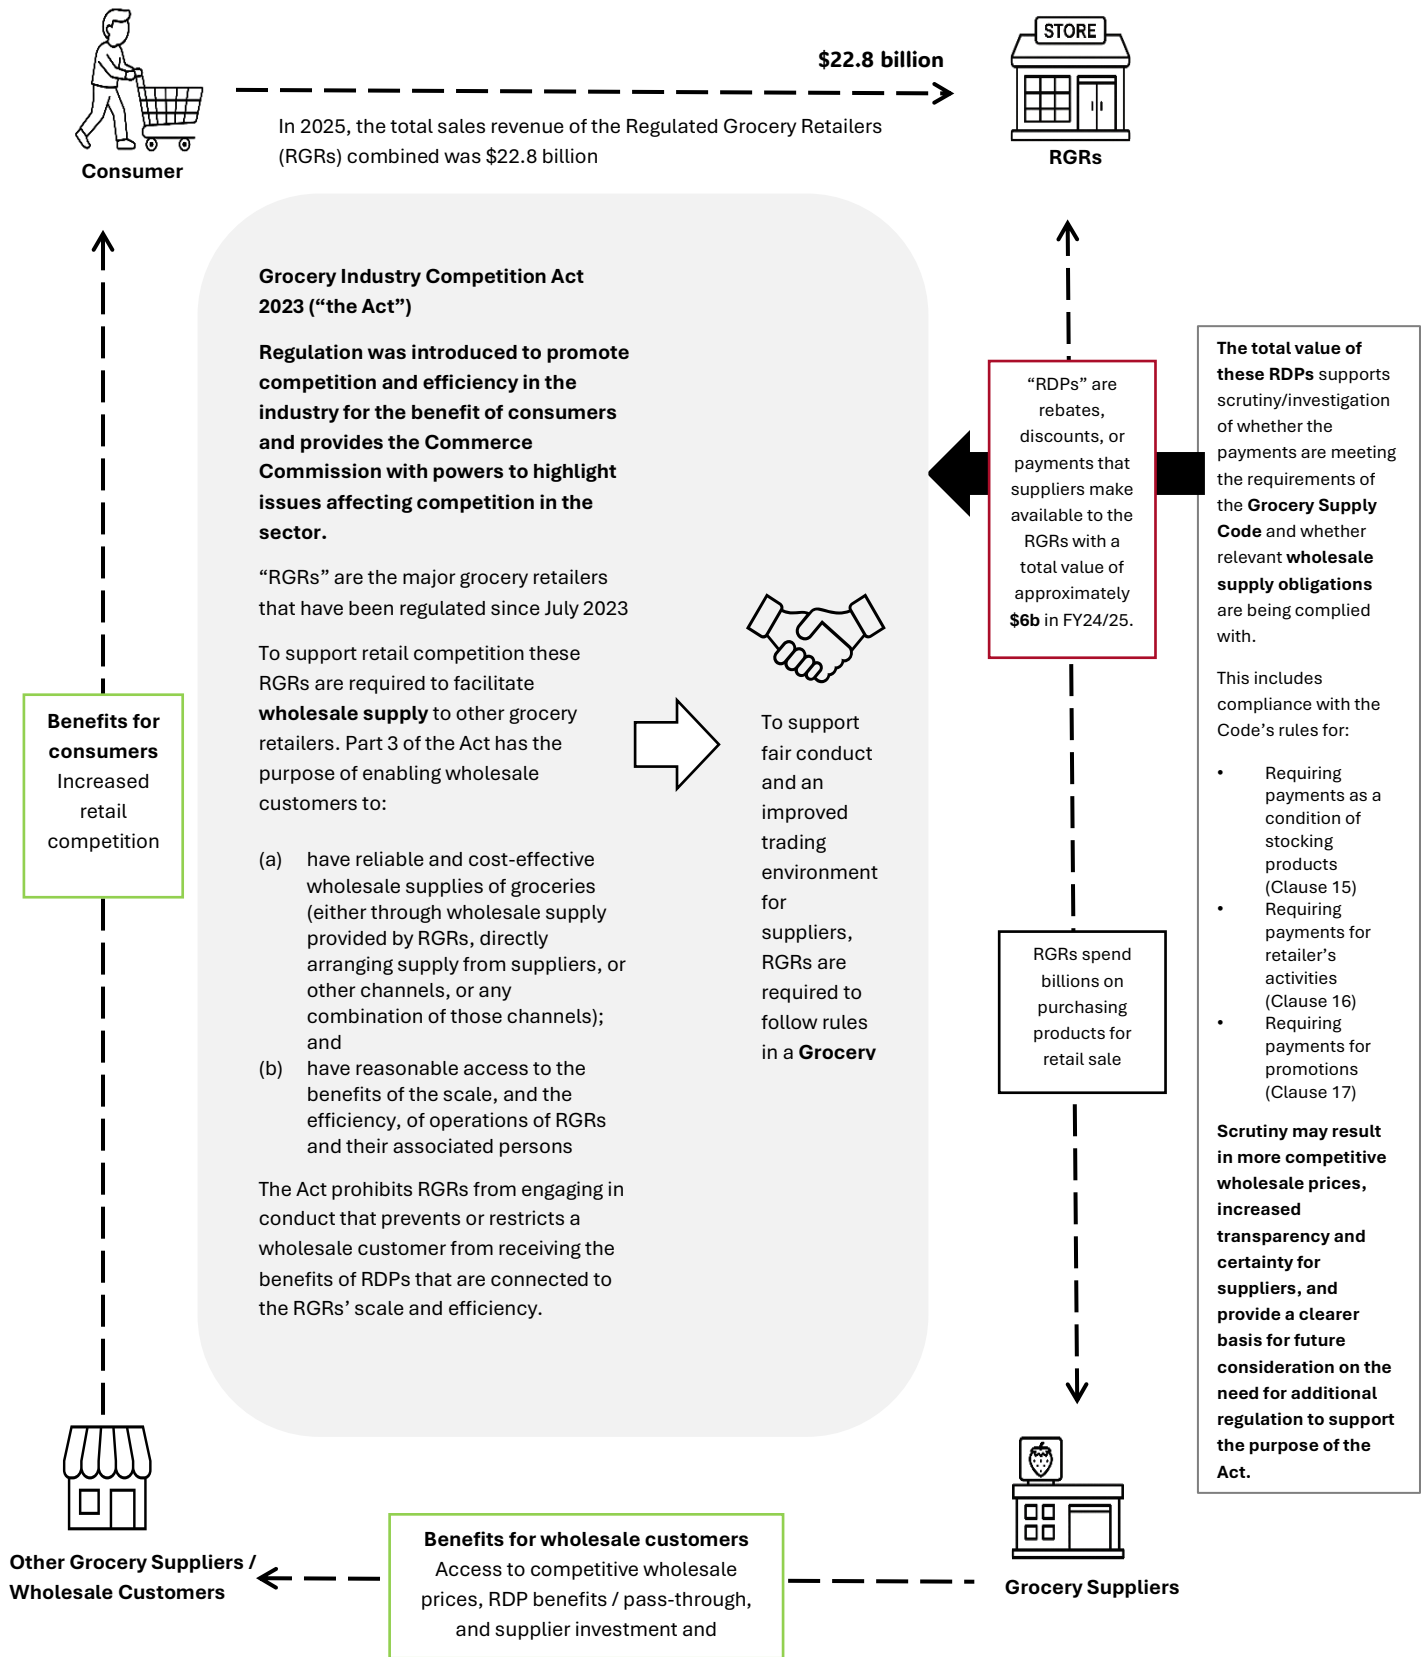 STORE
$22.8 billion
In 2025, the total sales revenue of the Regulated Grocery Retailers
(RGRs) combined was $22.8 billion
Consumer
RGRs
Grocery Industry Competition Act
2023 (“the Act”)
Regulation was introduced to promote
competition and efficiency in the
industry for the benefit of consumers
and provides the Commerce
Commission with powers to highlight
issues affecting competition in the
sector.
“RGRs” are the major grocery retailers
that have been regulated since July 2023
To support retail competition these
RGRs are required to facilitate
wholesale supply to other grocery
retailers. Part 3 of the Act has the
purpose of enabling wholesale
customers to:
(a) have reliable and cost-effective
wholesale supplies of groceries
(either through wholesale supply
provided by RGRs, directly
arranging supply from suppliers, or
other channels, or any
combination of those channels);
and
(b) have reasonable access to the
benefits of the scale, and the
efficiency, of operations of RGRs
and their associated persons
The Act prohibits RGRs from engaging in
conduct that prevents or restricts a
wholesale customer from receiving the
benefits of RDPs that are connected to
the RGRs’ scale and efficiency.
To support
fair conduct
and an
improved
trading
environment
for
suppliers,
RGRs are
required to
follow rules
in a Grocery
“RDPs” are
rebates,
discounts, or
payments that
suppliers make
available to the
RGRs with a
total value of
approximately
$6b in FY24/25.
RGRs spend
billions on
purchasing
products for
retail sale
The total value of
these RDPs supports
scrutiny/investigation
of whether the
payments are meeting
the requirements of
the Grocery Supply
Code and whether
relevant wholesale
supply obligations
are being complied
with.
This includes
compliance with the
Code’s rules for:
• Requiring
payments as a
condition of
stocking
products
(Clause 15)
• Requiring
payments for
retailer’s
activities
(Clause 16)
• Requiring
payments for
promotions
(Clause 17)
Scrutiny may result
in more competitive
wholesale prices,
increased
transparency and
certainty for
suppliers, and
provide a clearer
basis for future
consideration on the
need for additional
regulation to support
the purpose of the
Act.
Benefits for
consumers
Increased
retail
competition
Other Grocery Suppliers /
Wholesale Customers
Benefits for wholesale customers
Access to competitive wholesale
prices, RDP benefits / pass-through,
and supplier investment and
Grocery Suppliers